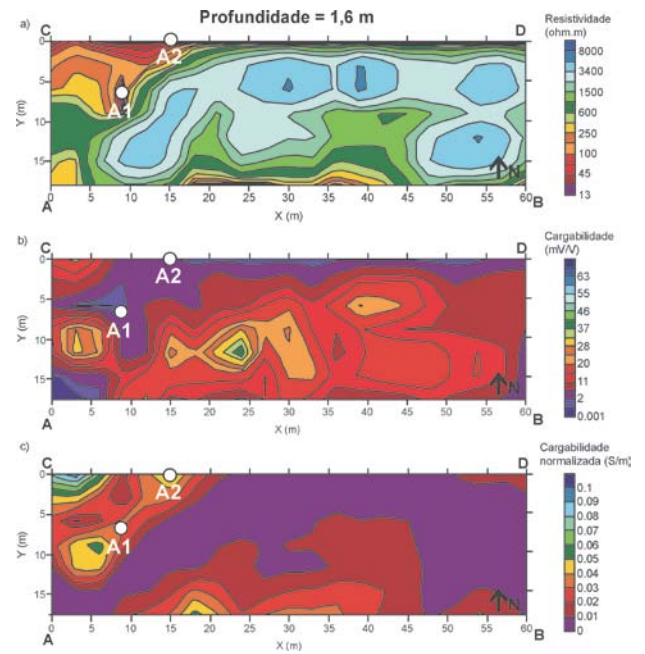 Profundidade = 1,6 m
a)
C
D
Resistividade
(ohm.m)
A2
A1
0
5
10
15
Y (m)
8000
3400
1500
600
250
100
45
13
N
0 5 10 15 20 25 30 35 40 45 50 55 60
A
X (m)
B
b)
C
D
Cargabilidade
(mV/V)
A2
A1
0
5
10
15
Y (m)
63
55
46
37
28
20
11
2
0.001
N
0 5 10 15 20 25 30 35 40 45 50 55 60
A
X (m)
B
c)
C
D
Cargabilidade
normalizada (S/m)
A2
A1
0
5
10
15
Y (m)
0.1
0.09
0.08
0.07
0.06
0.05
0.04
0.03
0.02
0.01
0
N
0 5 10 15 20 25 30 35 40 45 50 55 60
A
X (m)
B